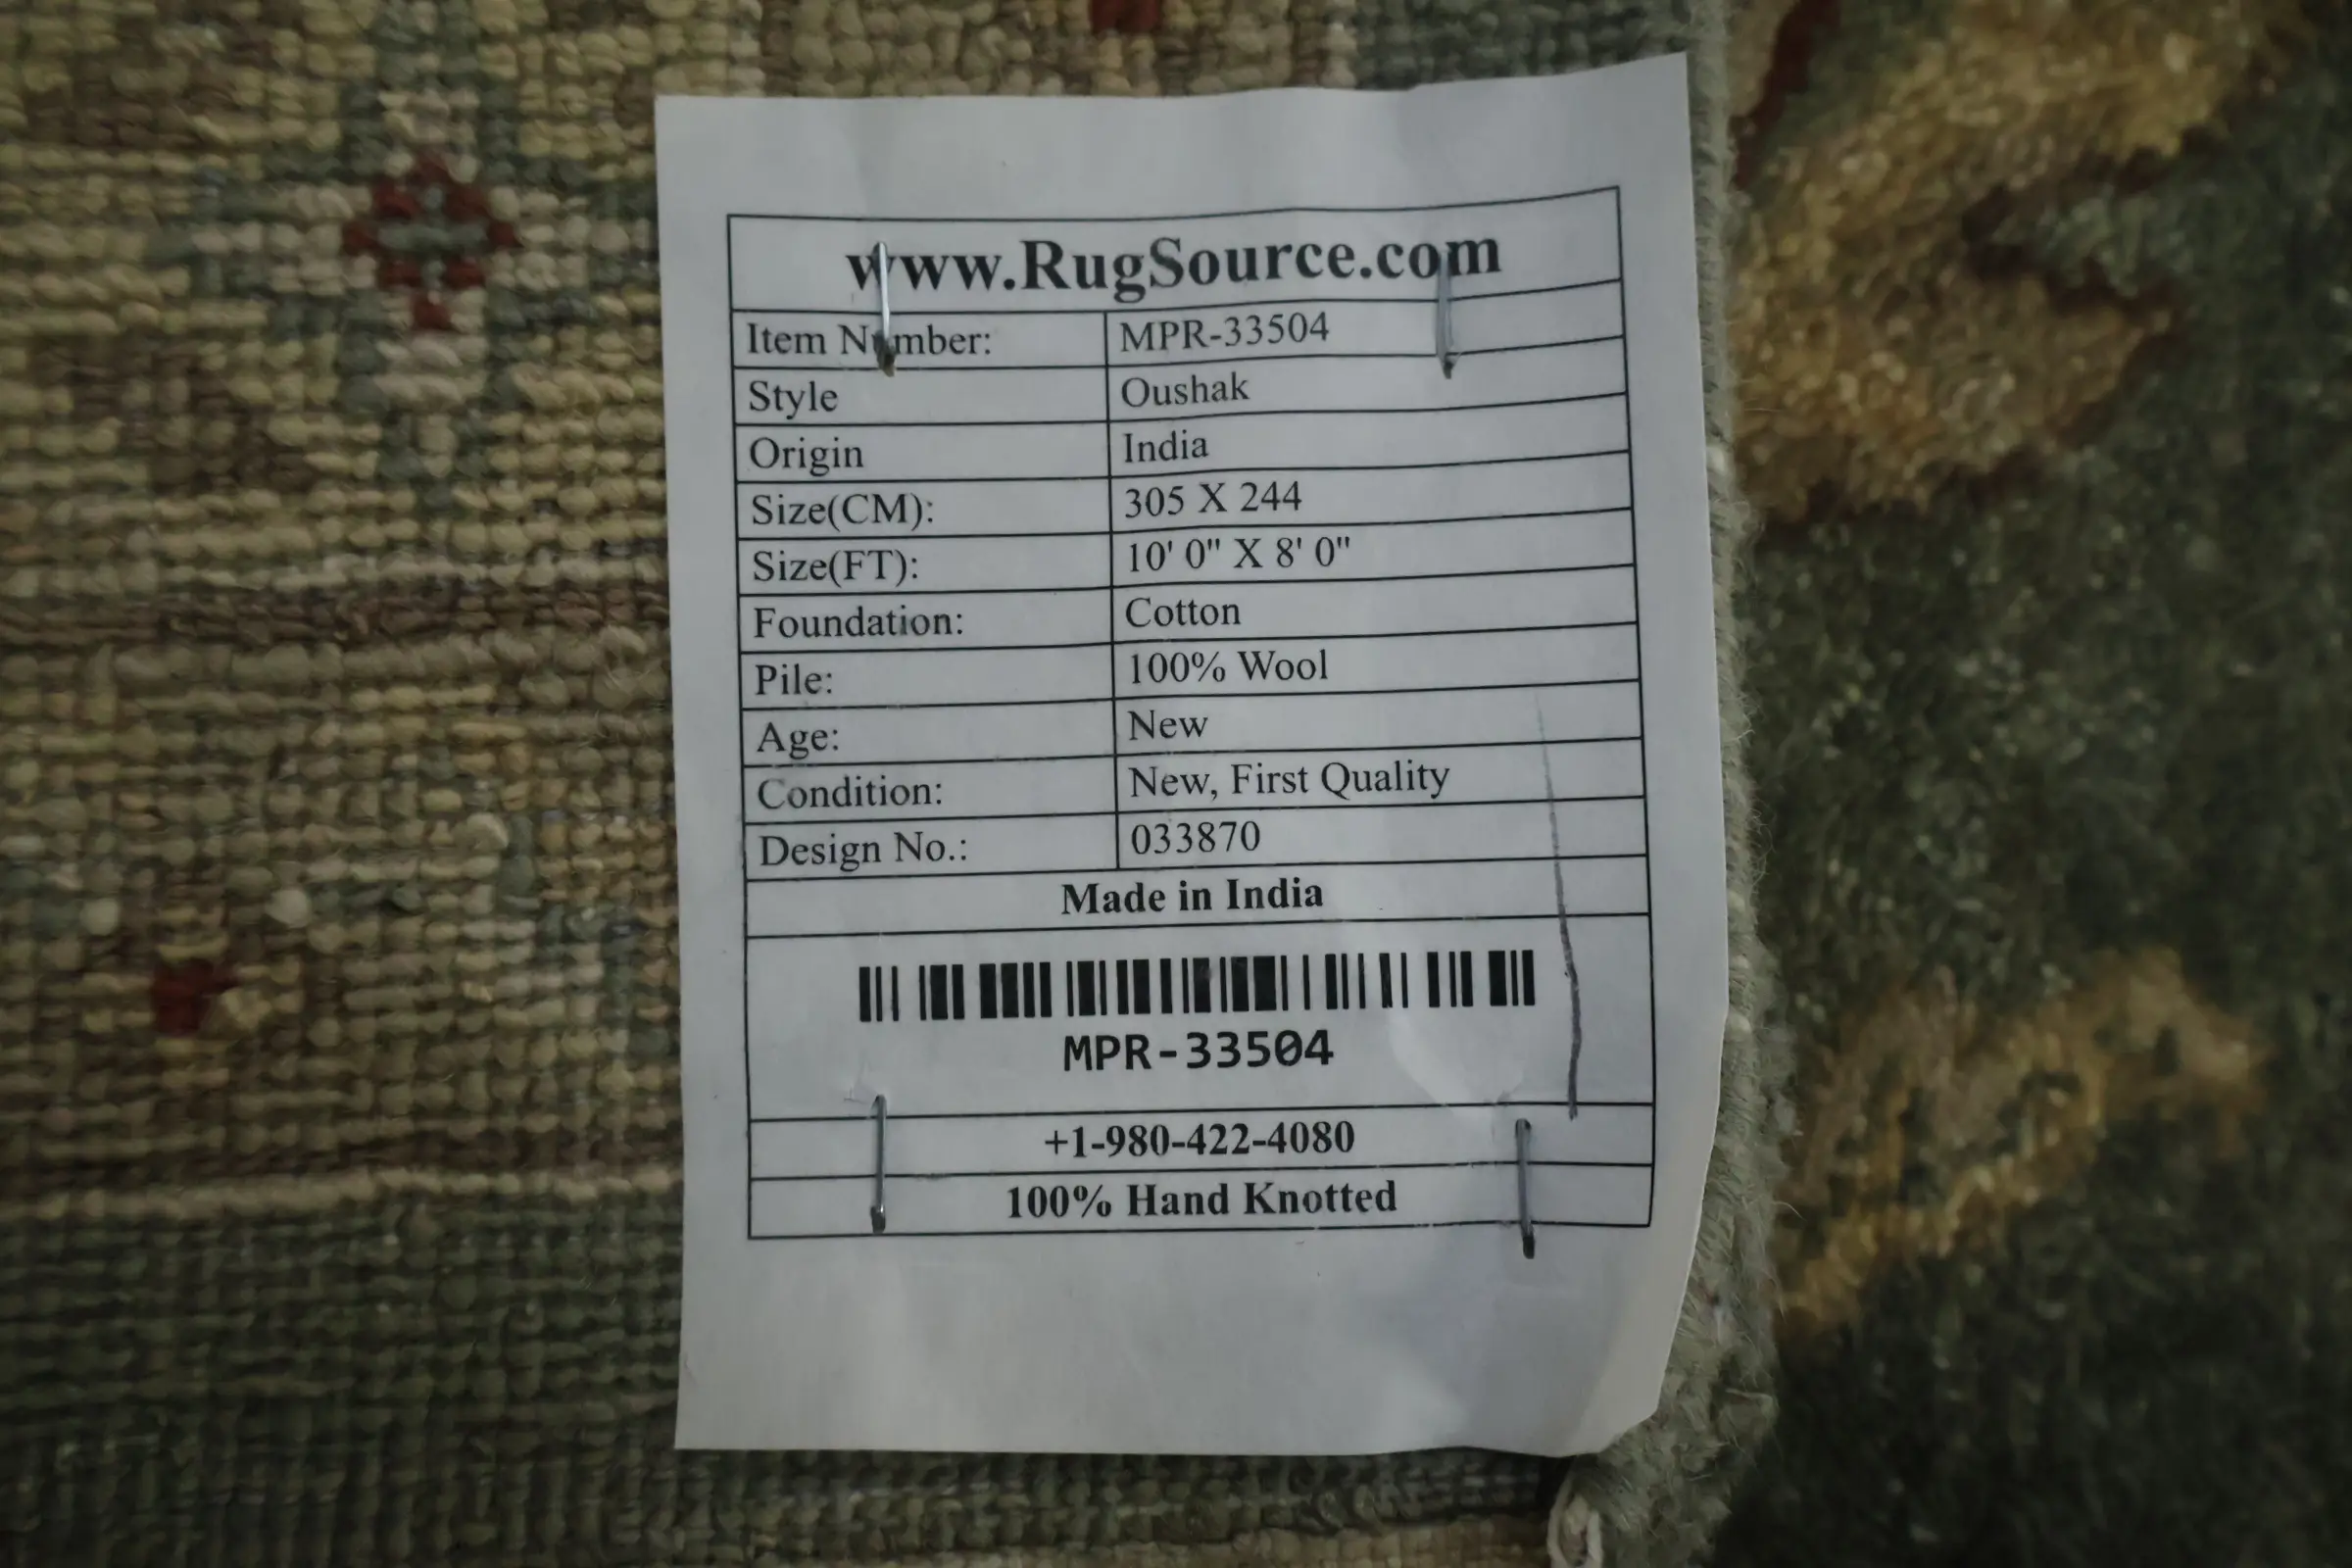 www.RugSource.com
Item Number: MPR-33504
Style Oushak
Origin India
Size(CM): 305 X 244
Size(FT): 10' 0" X 8' 0"
Foundation: Cotton
Pile: 100% Wool
Age: New
Condition: New, First Quality
Design No.: 033870
Made in India
MPR-33504
+1-980-422-4080
100% Hand Knotted